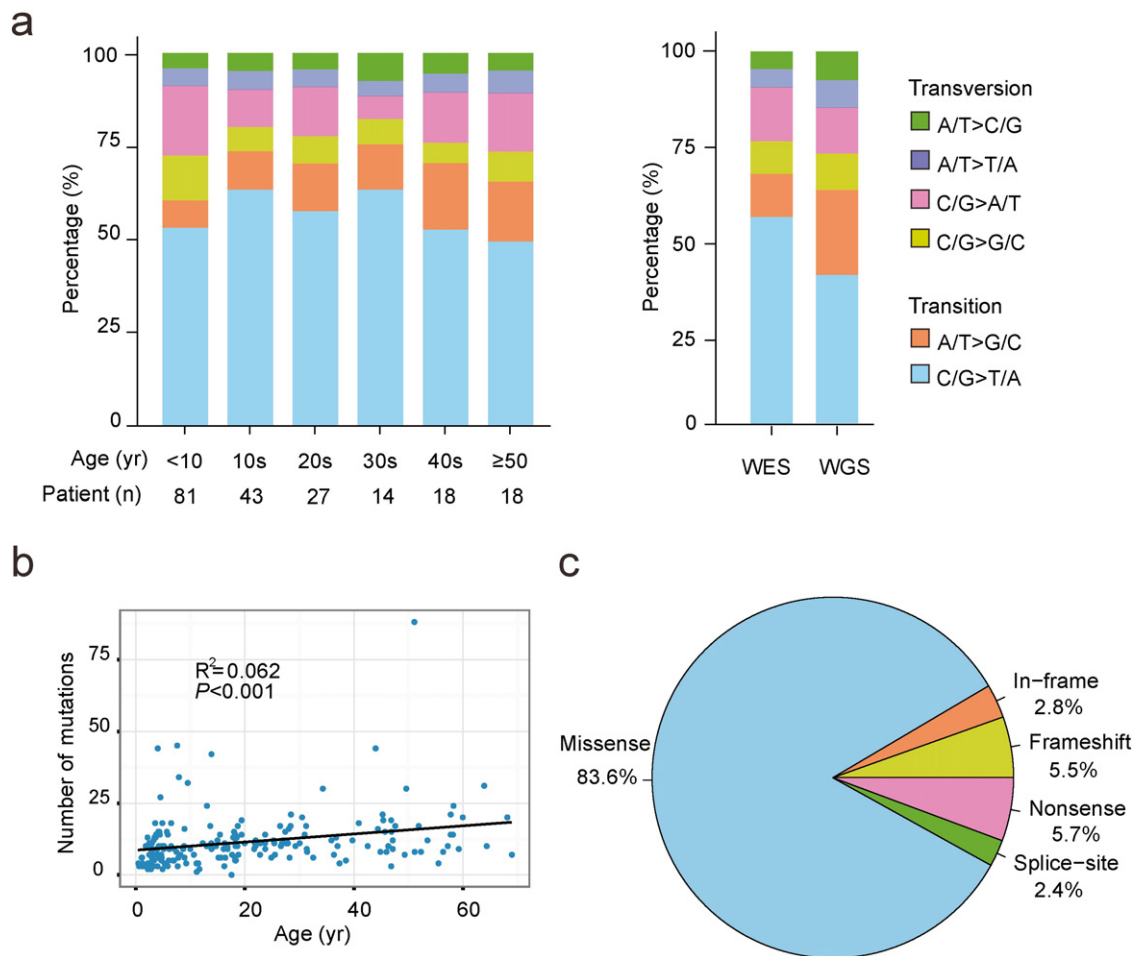 a
100
75
50
25
0
Percentage (%)
Age (yr) <10 10s 20s 30s 40s ≥50
Patient (n) 81 43 27 14 18 18
100
75
50
25
0
Percentage (%)
WES WGS
Transversion
A/T>C/G
A/T>T/A
C/G>A/T
C/G>G/C
Transition
A/T>G/C
C/G>T/A
b
75
50
25
0
Number of mutations
R²=0.062
P<0.001
0 20 40 60
Age (yr)
c
Missense
83.6%
In-frame
2.8%
Frameshift
5.5%
Nonsense
5.7%
Splice-site
2.4%